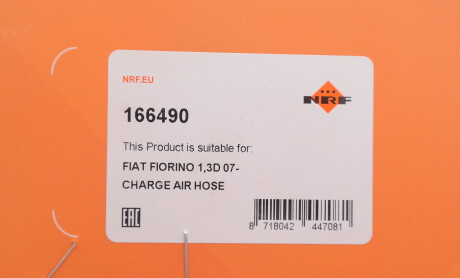 NRF.EU
NRF
166490
This Product is suitable for:
FIAT FIORINO 1,3D 07-
CHARGE AIR HOSE
EAC
8 718042 447081